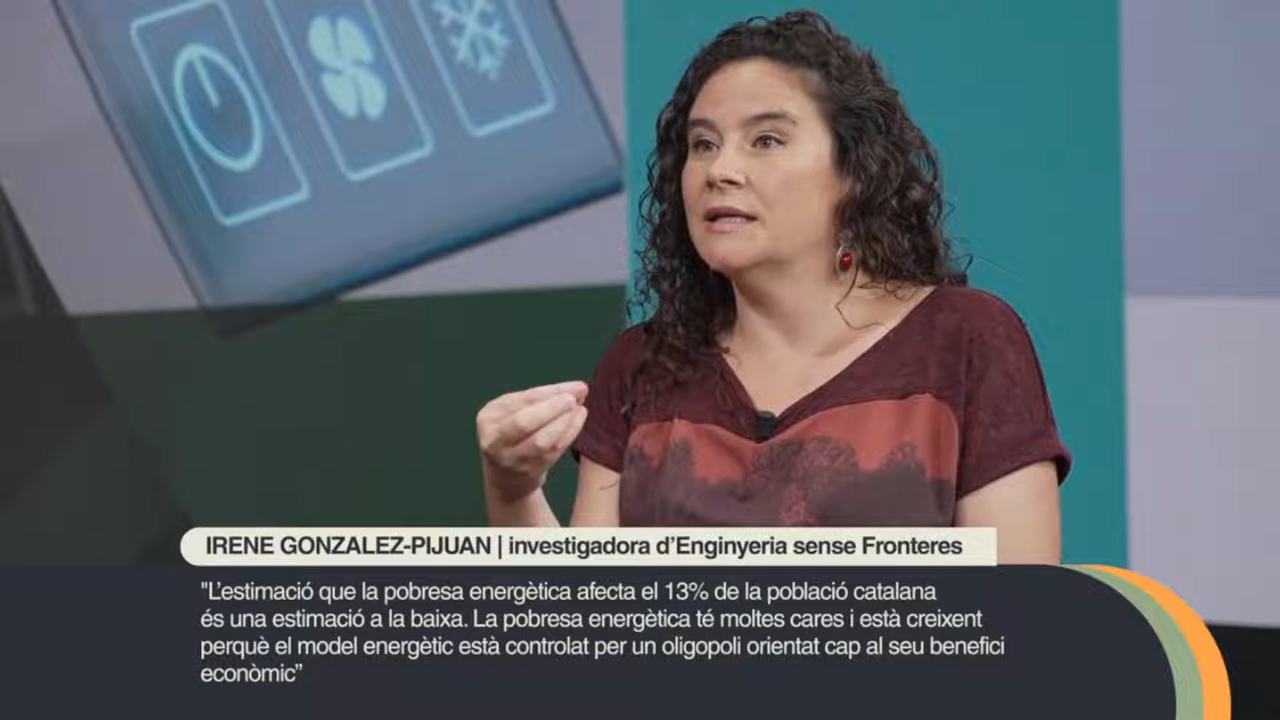 IRENE GONZALEZ-PIJUAN | investigadora d'Enginyeria sense Fronteres
"L'estimació que la pobresa energètica afecta el 13% de la població catalana
és una estimació a la baixa. La pobresa energètica té moltes cares i està creixent
perquè el model energètic està controlat per un oligopoli orientat cap al seu benefici
econòmic”